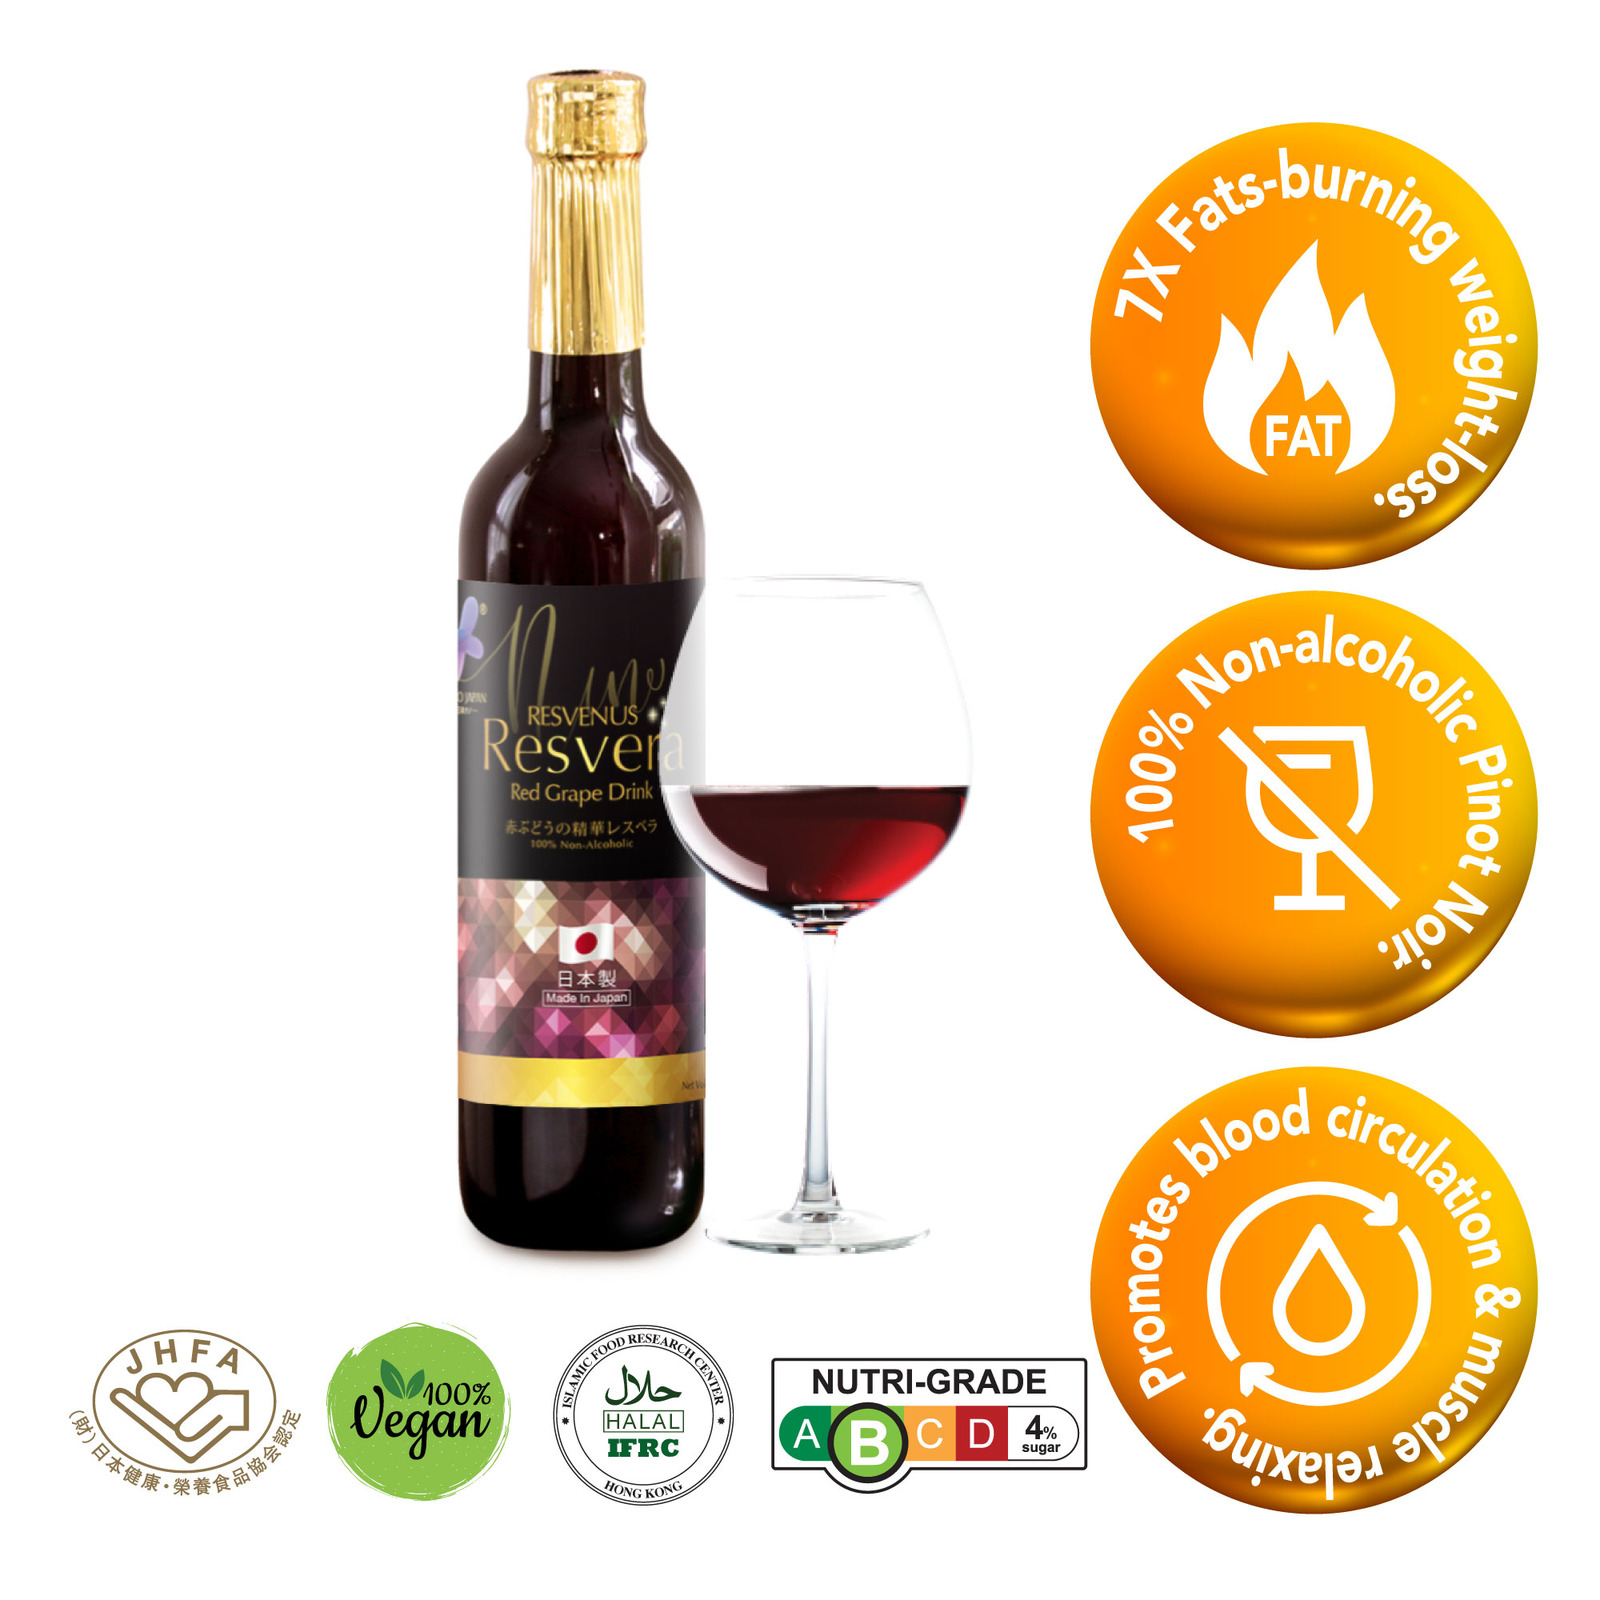 7X Fats-burning weight-loss.
FAT
100% Non-alcoholic Pinot Noir.
Promotes blood circulation & muscle relaxing.
®
JAPAN
RESVENUS
Resvera
Red Grape Drink
赤ぶどうの精華レスベラ
100% Non-Alcoholic
日本製
Made In Japan
Net
JHFA
(財)日本健康・榮養食品協会認定
100%
Vegan
ISLAMIC FOOD RESEARCH CENTER
حلال
HALAL
IFRC
HONG KONG
NUTRI-GRADE
A B C D 4% sugar